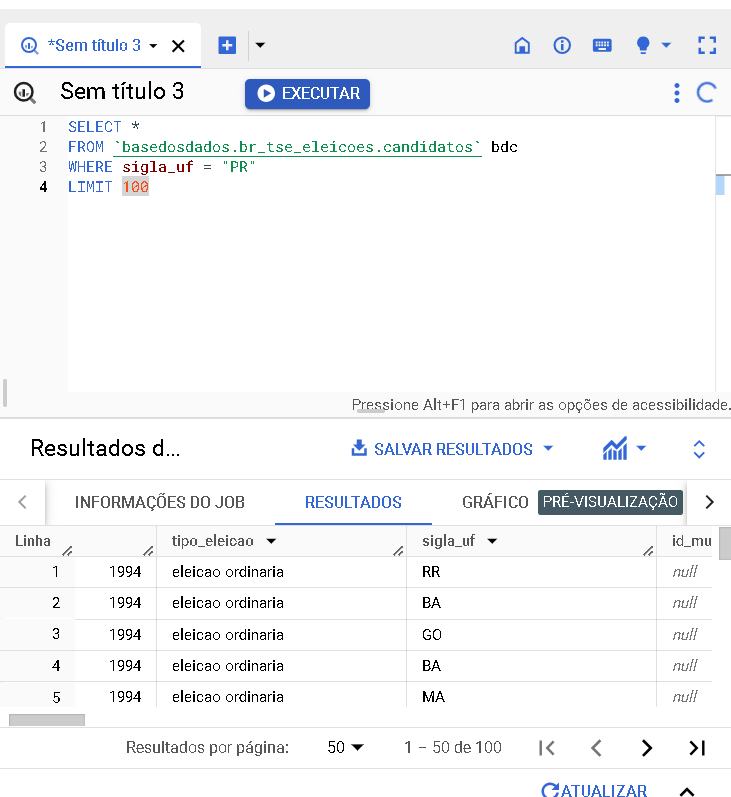 *Sem título 3
Sem título 3
EXECUTAR
1 SELECT *
2 FROM `basedosdados.br_tse_eleicoes.candidatos` bdc
3 WHERE sigla_uf = "PR"
4 LIMIT 100
Pressione Alt+F1 para abrir as opções de acessibilidade.
Resultados d... SALVAR RESULTADOS
INFORMAÇÕES DO JOB RESULTADOS GRÁFICO PRÉ-VISUALIZAÇÃO
Linha tipo_eleicao sigla_uf id_mu
1 1994 eleicao ordinaria RR null
2 1994 eleicao ordinaria BA null
3 1994 eleicao ordinaria GO null
4 1994 eleicao ordinaria BA null
5 1994 eleicao ordinaria MA null
Resultados por página: 50 1 – 50 de 100
ATUALIZAR